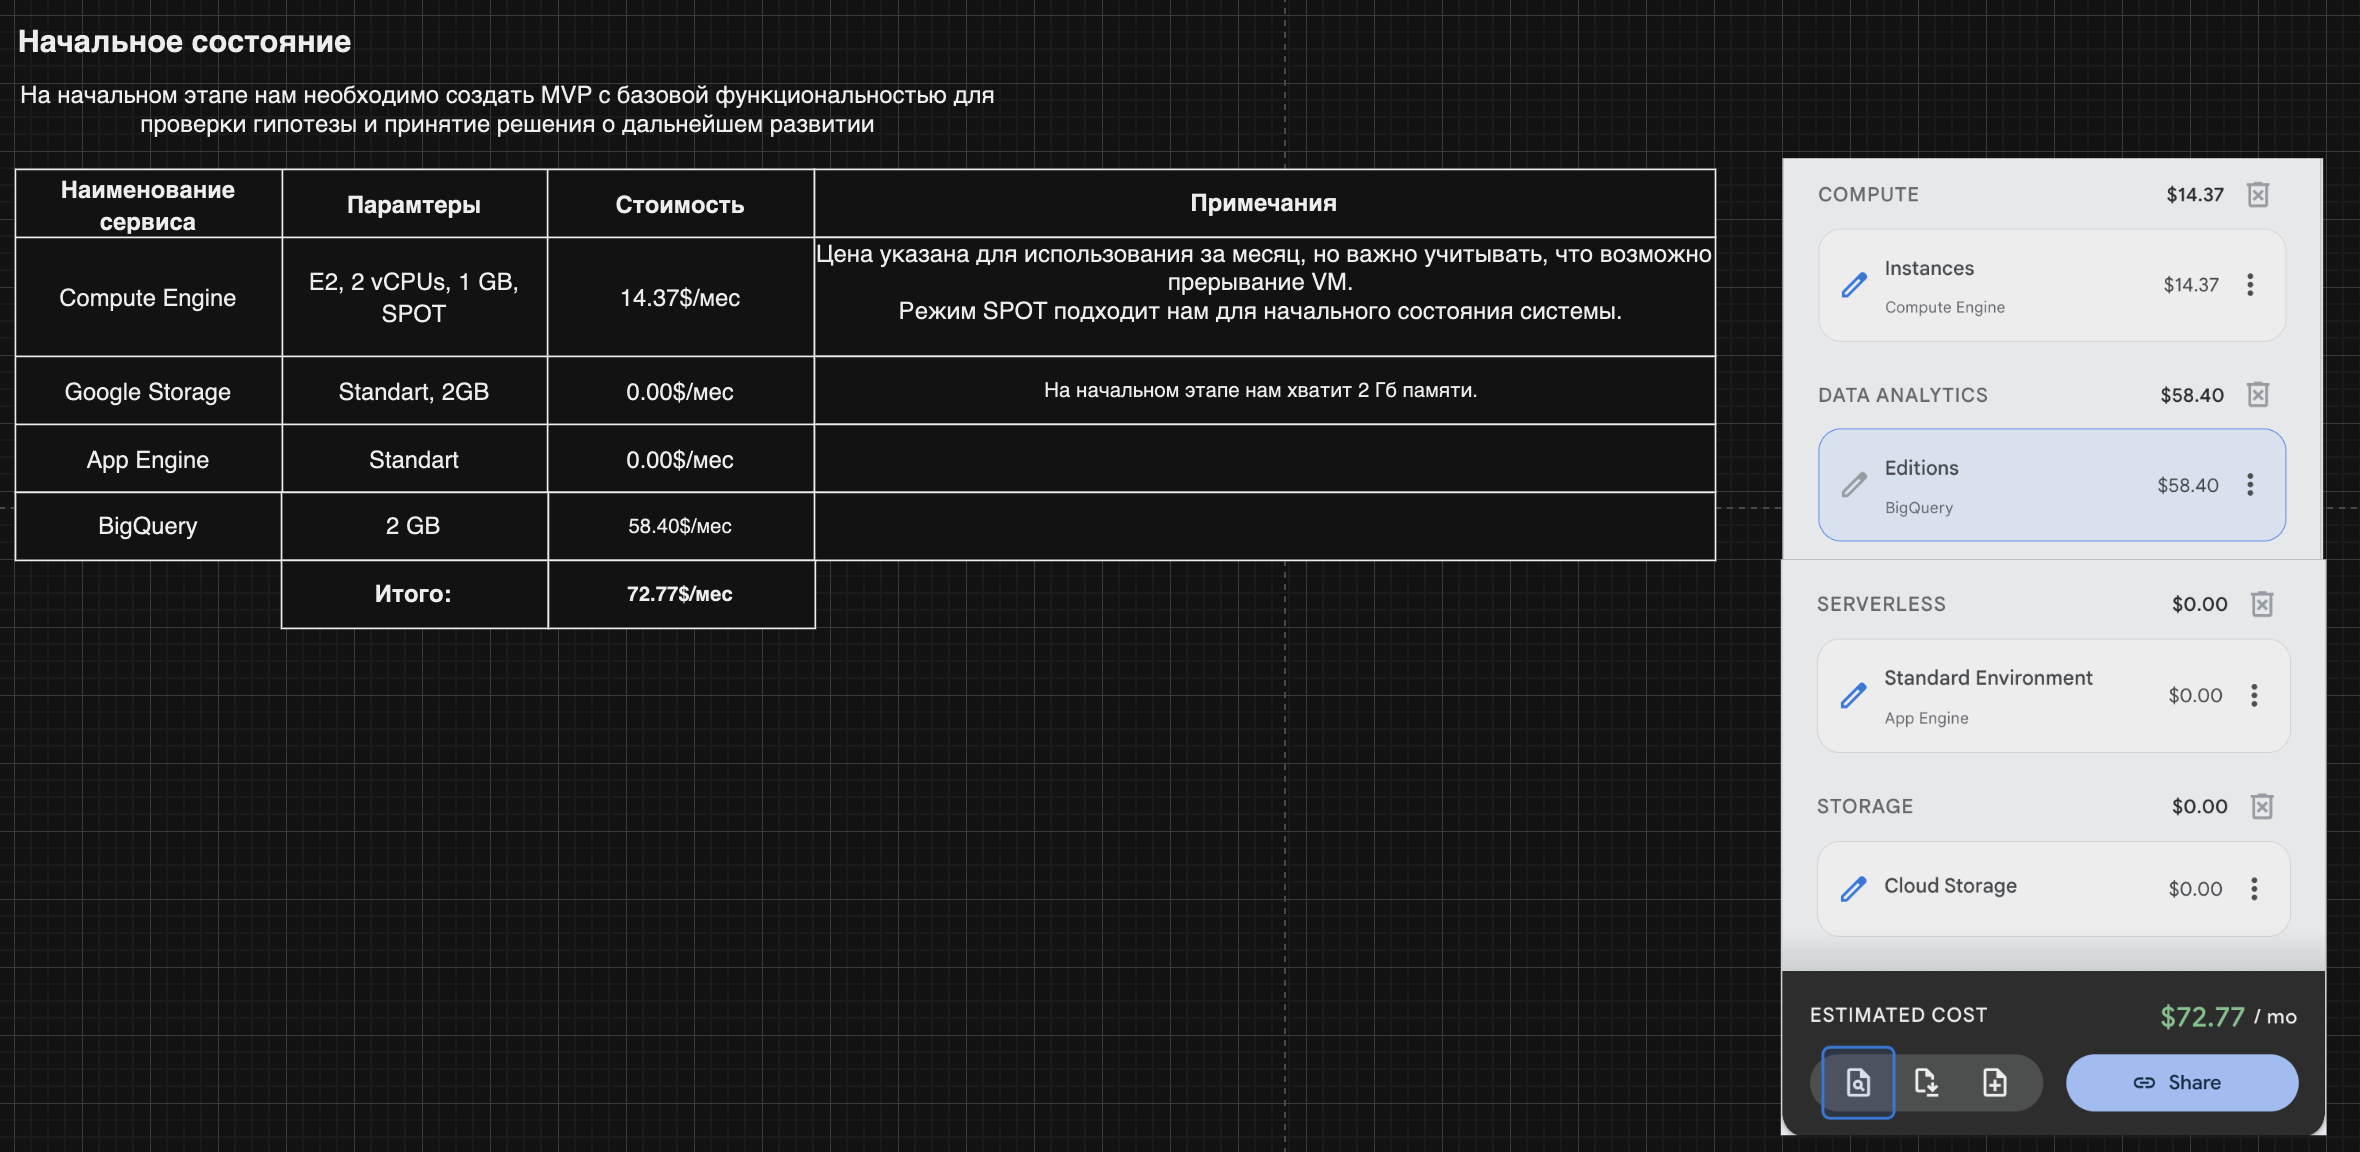 Начальное состояние
На начальном этапе нам необходимо создать MVP с базовой функциональностью для
проверки гипотезы и принятие решения о дальнейшем развитии
Наименование
сервиса
Парамтеры
Стоимость
Примечания
Compute Engine
E2, 2 vCPUs, 1 GB,
SPOT
14.37$/мес
Цена указана для использования за месяц, но важно учитывать, что возможно
прерывание VM.
Режим SPOT подходит нам для начального состояния системы.
Google Storage
Standart, 2GB
0.00$/мес
На начальном этапе нам хватит 2 Гб памяти.
App Engine
Standart
0.00$/мес
BigQuery
2 GB
58.40$/мес
Итого:
72.77$/мес
COMPUTE
$14.37
Instances
Compute Engine
$14.37
DATA ANALYTICS
$58.40
Editions
BigQuery
$58.40
SERVERLESS
$0.00
Standard Environment
App Engine
$0.00
STORAGE
$0.00
Cloud Storage
$0.00
ESTIMATED COST
$72.77 / mo
Share